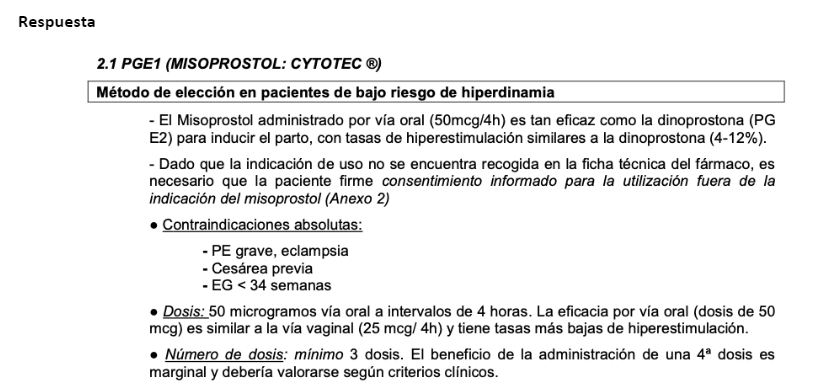 Respuesta
2.1 PGE1 (MISOPROSTOL: CYTOTEC ®)
Método de elección en pacientes de bajo riesgo de hiperdinamia
- El Misoprostol administrado por vía oral (50mcg/4h) es tan eficaz como la dinoprostona (PG
E2) para inducir el parto, con tasas de hiperestimulación similares a la dinoprostona (4-12%).
- Dado que la indicación de uso no se encuentra recogida en la ficha técnica del fármaco, es
necesario que la paciente firme consentimiento informado para la utilización fuera de la
indicación del misoprostol (Anexo 2)
● Contraindicaciones absolutas:
- PE grave, eclampsia
- Cesárea previa
- EG < 34 semanas
● Dosis: 50 microgramos vía oral a intervalos de 4 horas. La eficacia por vía oral (dosis de 50
mcg) es similar a la vía vaginal (25 mcg/ 4h) y tiene tasas más bajas de hiperestimulación.
● Número de dosis: mínimo 3 dosis. El beneficio de la administración de una 4ª dosis es
marginal y debería valorarse según criterios clínicos.